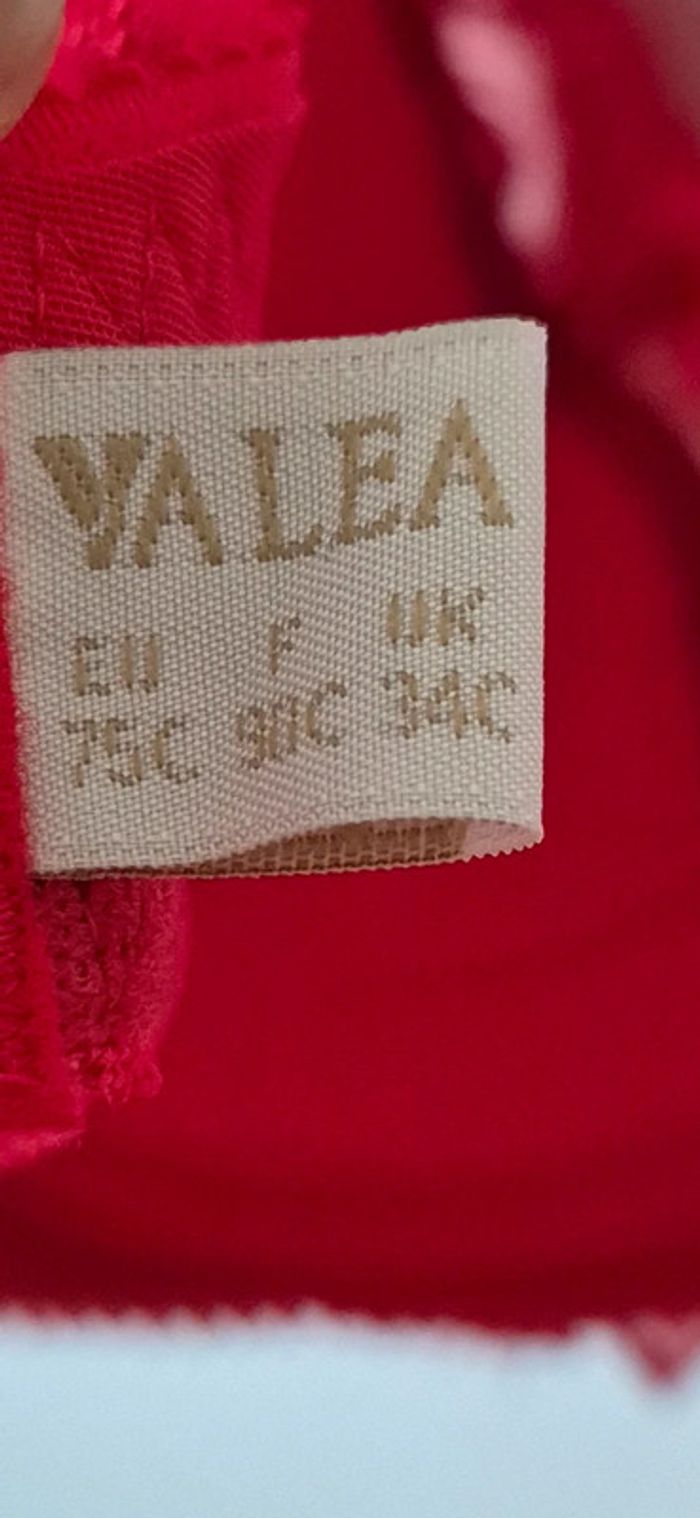 VALEA
EU F UK
75C 90C 34C